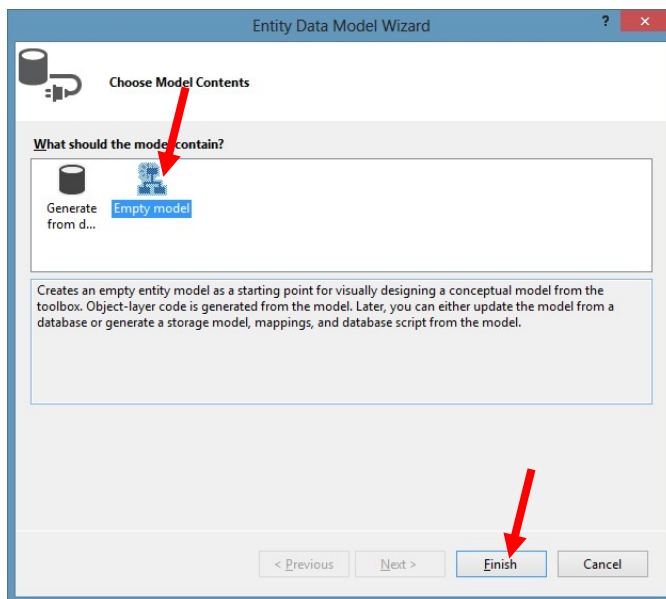 Entity Data Model Wizard
?
Choose Model Contents
What should the model contain?
Generate
from d...
Empty model
Creates an empty entity model as a starting point for visually designing a conceptual model from the
toolbox. Object-layer code is generated from the model. Later, you can either update the model from a
database or generate a storage model, mappings, and database script from the model.
< Previous Next > Finish Cancel